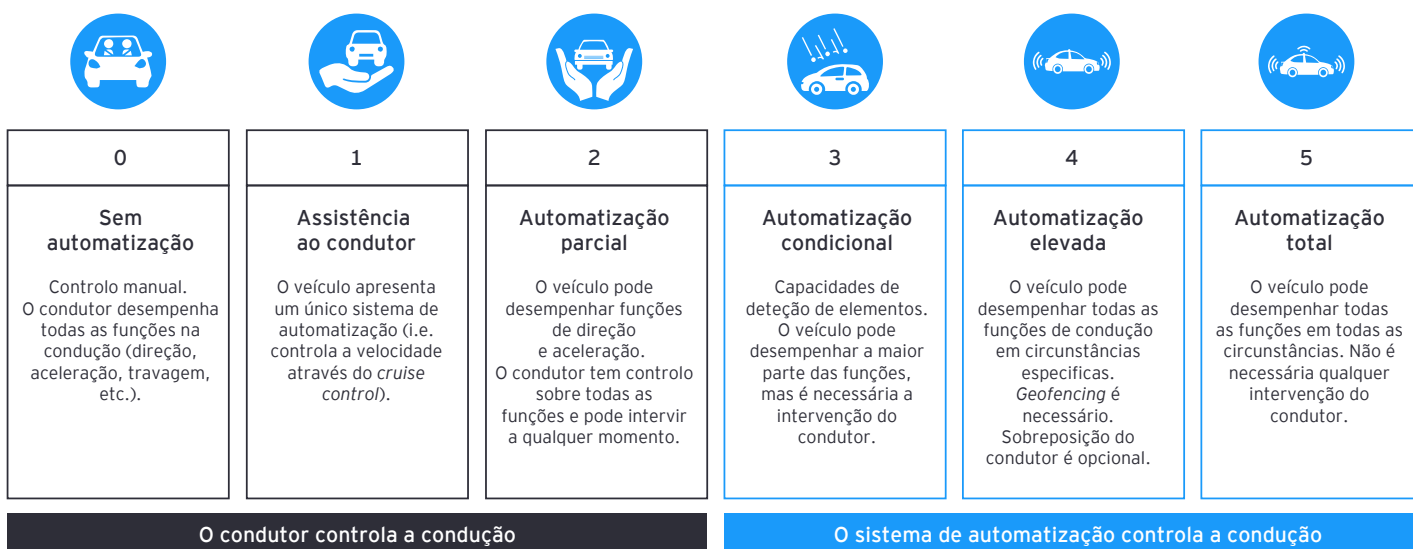 0
Sem
automatização
Controlo manual.
O condutor desempenha
todas as funções na
condução (direção,
aceleração, travagem,
etc.).
1
Assistência
ao condutor
O veículo apresenta
um único sistema de
automatização (i.e.
controla a velocidade
através do cruise
control).
2
Automatização
parcial
O veículo pode
desempenhar funções
de direção
e aceleração.
O condutor tem controlo
sobre todas as
funções e pode intervir
a qualquer momento.
3
Automatização
condicional
Capacidades de
deteção de elementos.
O veículo pode
desempenhar a maior
parte das funções,
mas é necessária a
intervenção do
condutor.
4
Automatização
elevada
O veículo pode
desempenhar todas as
funções de condução
em circunstâncias
especificas.
Geofencing é
necessário.
Sobreposição do
condutor é opcional.
5
Automatização
total
O veículo pode
desempenhar todas
as funções em todas as
circunstâncias. Não é
necessária qualquer
intervenção do
condutor.
O condutor controla a condução
O sistema de automatização controla a condução